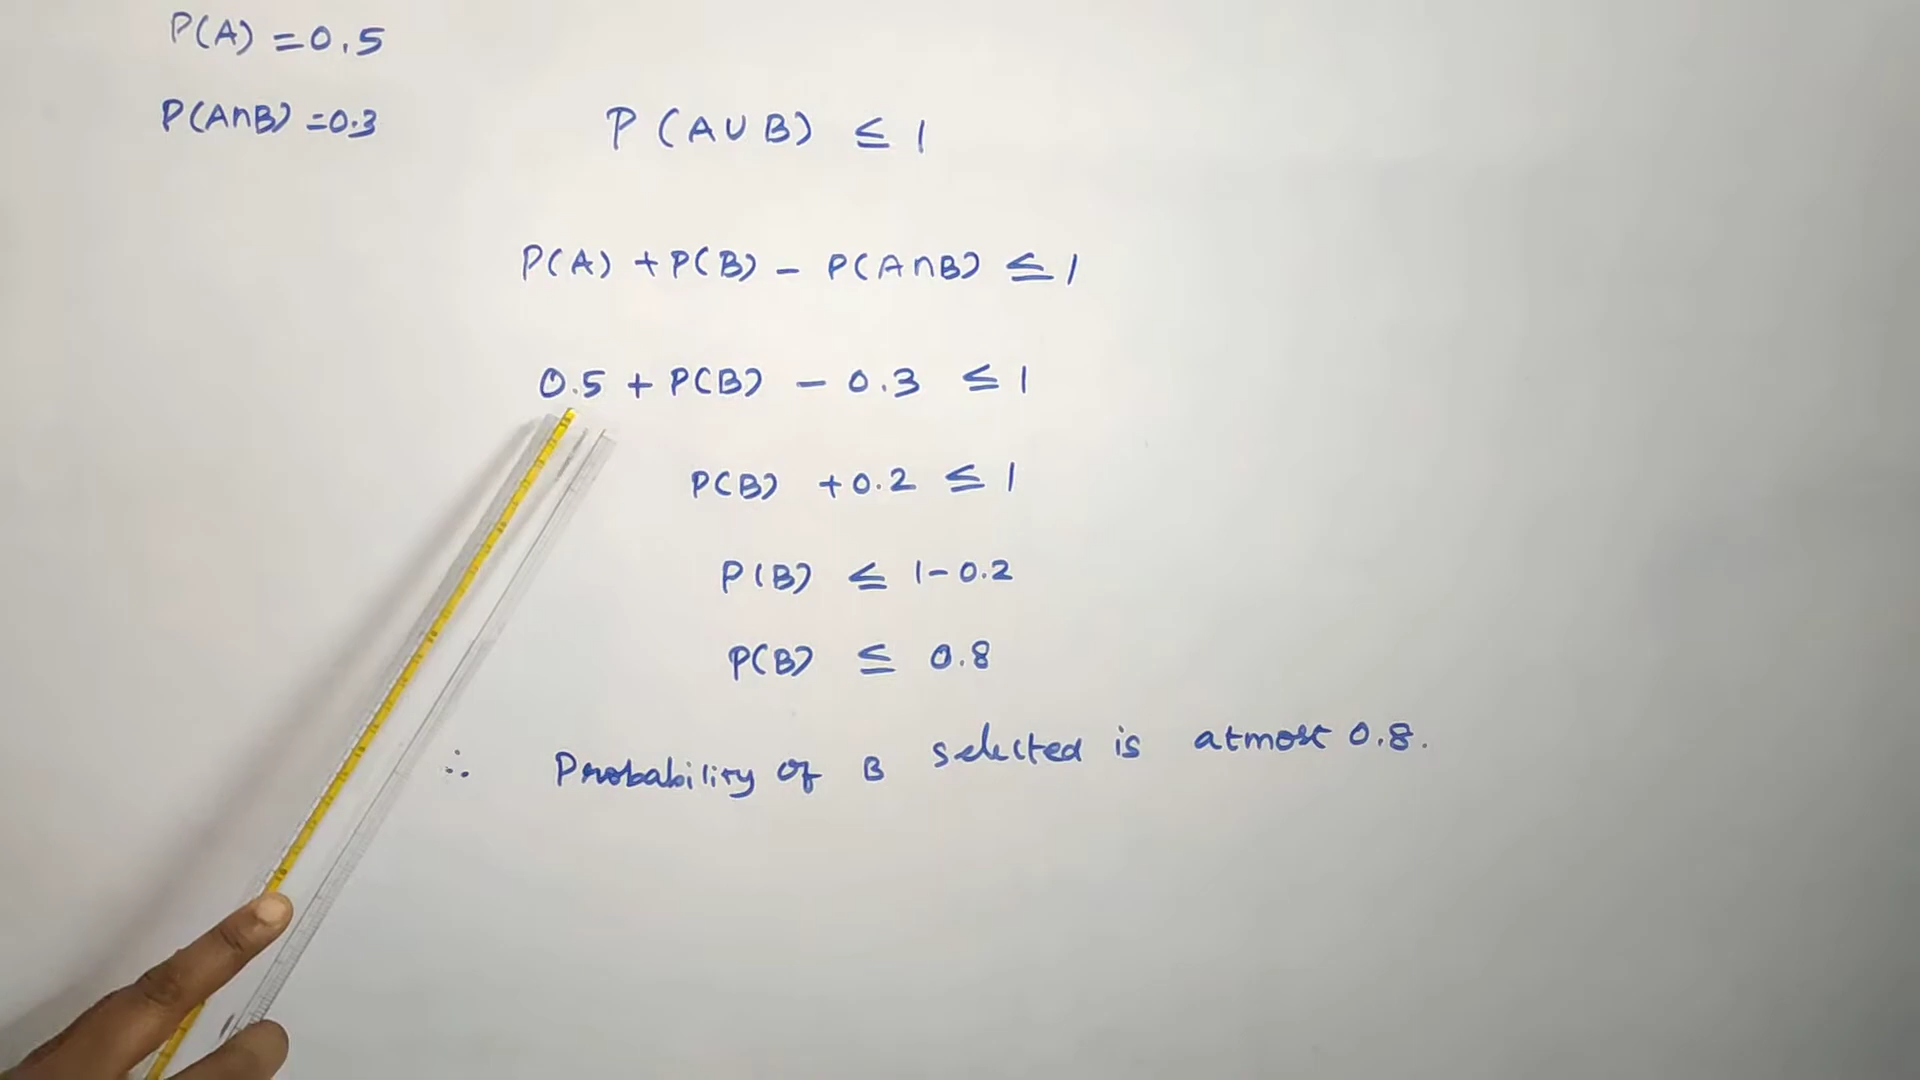 P(A) = 0.5
P(A∩B) = 0.3
P (A∪B) ≤ 1
P(A) + P(B) - P(A∩B) ≤ 1
0.5 + P(B) - 0.3 ≤ 1
P(B) + 0.2 ≤ 1
P(B) ≤ 1 - 0.2
P(B) ≤ 0.8
∴ Probability of B selected is atmost 0.8.